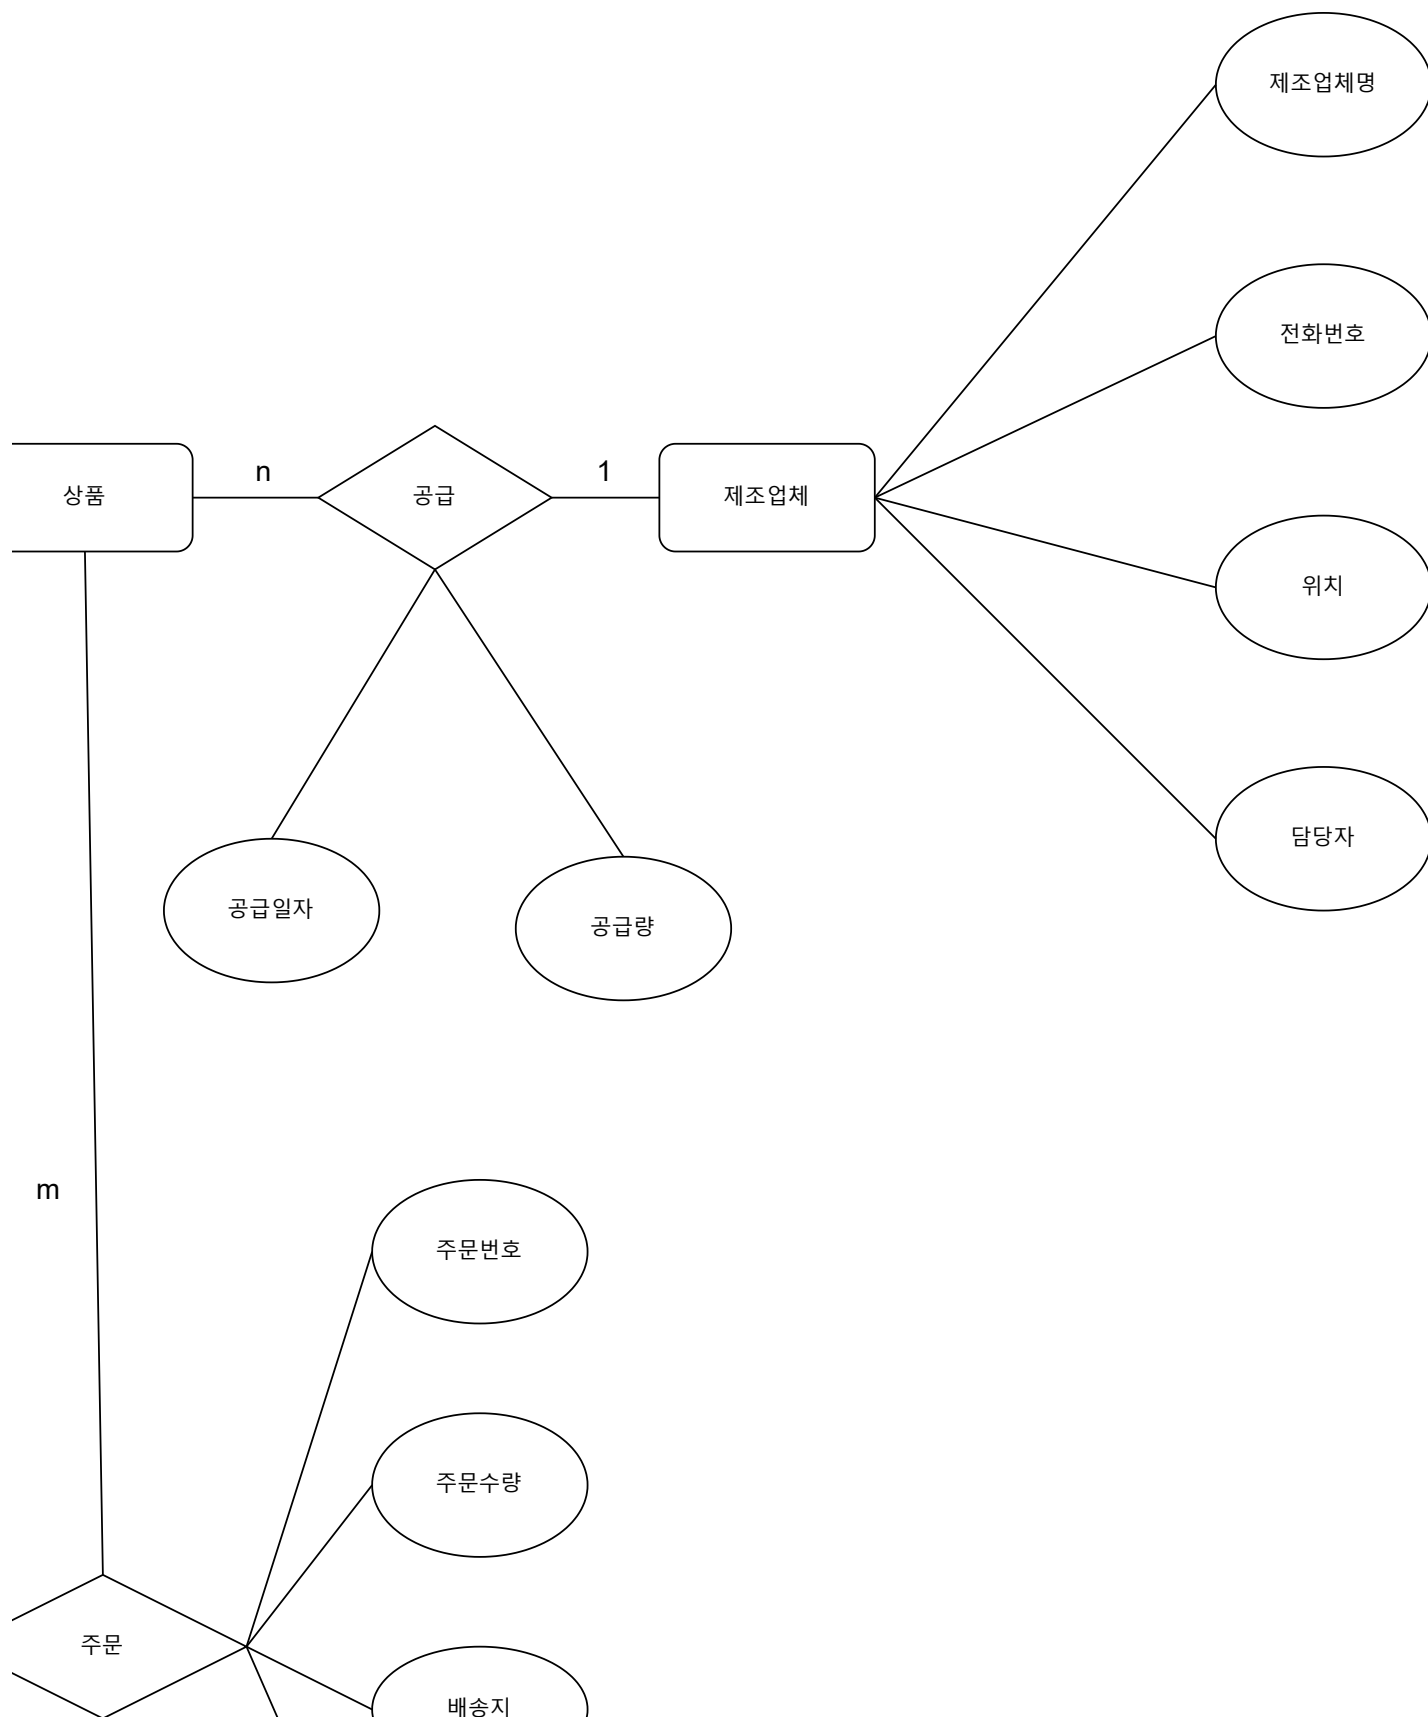 제조업체명
전화번호
n
1
상품
공급
제조업체
위치
담당자
공급일자
공급량
m
주문번호
주문수량
주문
배송지